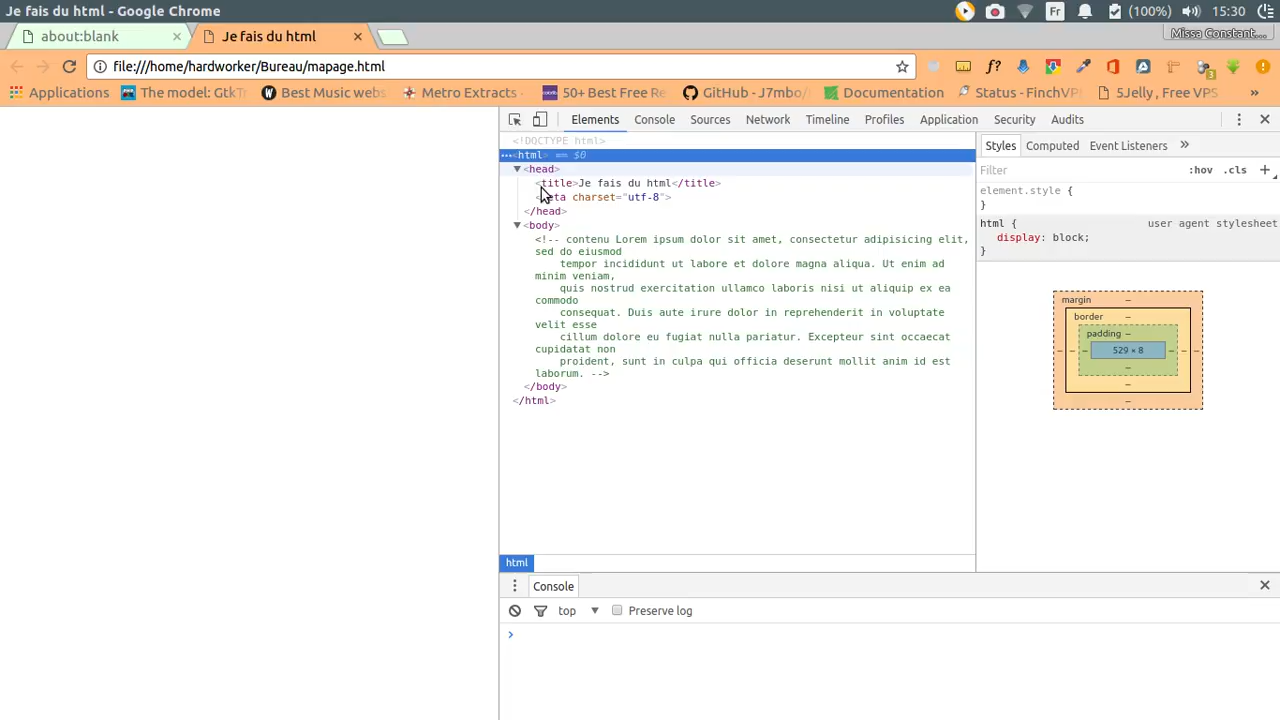 Je fais du html - Google Chrome
Fr
(100%)
15:30
about:blank
Je fais du html
Missa Constant...
file:///home/hardworker/Bureau/mapage.html
f?
3
Applications
The model: GtkTr
Best Music webs
Metro Extracts ·
50+ Best Free Re
GitHub - J7mbo/
Documentation
Status - FinchVP
5Jelly , Free VPS
»
Elements
Console
Sources
Network
Timeline
Profiles
Application
Security
Audits
<!DOCTYPE html>
…<html> == $0
<head>
<title>Je fais du html</title>
<meta charset="utf-8">
</head>
<body>
<!-- contenu Lorem ipsum dolor sit amet, consectetur adipisicing elit,
sed do eiusmod
tempor incididunt ut labore et dolore magna aliqua. Ut enim ad
minim veniam,
quis nostrud exercitation ullamco laboris nisi ut aliquip ex ea
commodo
consequat. Duis aute irure dolor in reprehenderit in voluptate
velit esse
cillum dolore eu fugiat nulla pariatur. Excepteur sint occaecat
cupidatat non
proident, sunt in culpa qui officia deserunt mollit anim id est
laborum. -->
</body>
</html>
html
Styles
Computed
Event Listeners
»
Filter
:hov
.cls
+
element.style {
}
html {
user agent stylesheet
display: block;
}
margin
–
border
–
padding –
– – – 529 × 8 – – –
–
–
–
Console
top
Preserve log
>